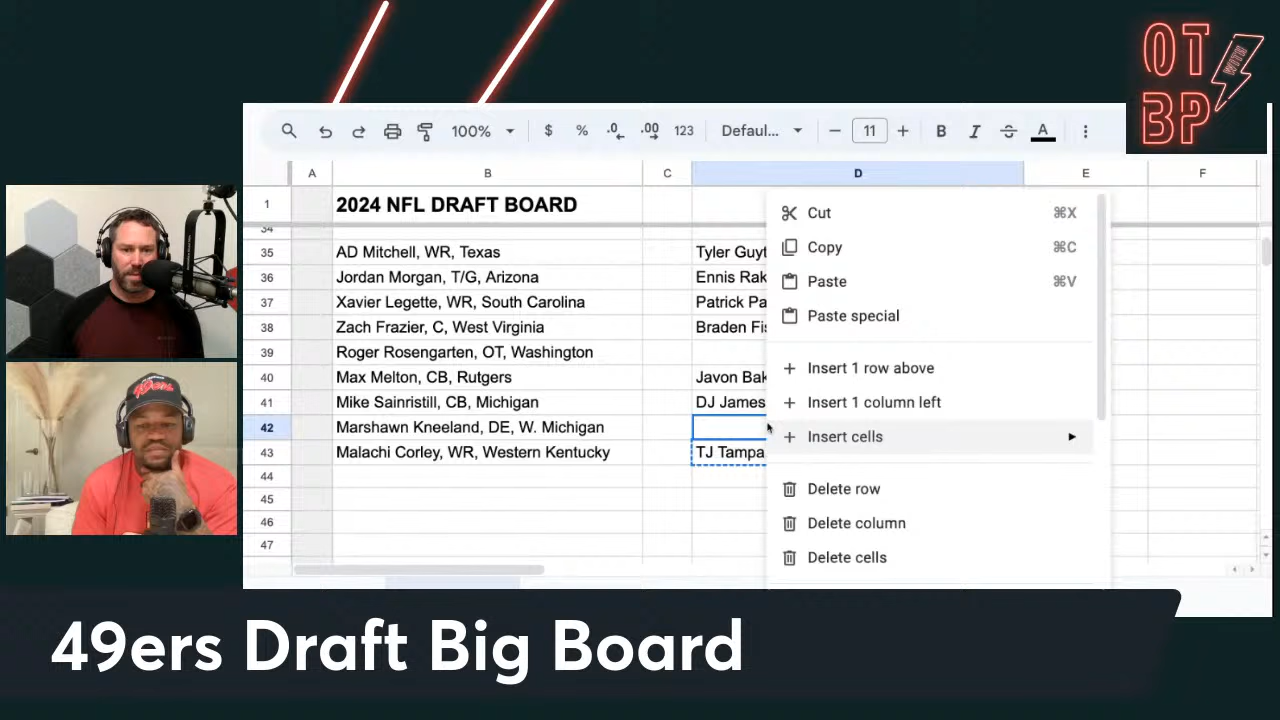 OT
BP
100%
$
%
.0
.00
123
Defaul...
11
B
I
S
A
A
B
C
D
E
F
1
2024 NFL DRAFT BOARD
34
35
AD Mitchell, WR, Texas
Tyler Guyt
36
Jordan Morgan, T/G, Arizona
Ennis Rak
37
Xavier Legette, WR, South Carolina
Patrick Pa
38
Zach Frazier, C, West Virginia
Braden Fis
39
Roger Rosengarten, OT, Washington
40
Max Melton, CB, Rutgers
Javon Bak
41
Mike Sainristill, CB, Michigan
DJ James
42
Marshawn Kneeland, DE, W. Michigan
43
Malachi Corley, WR, Western Kentucky
TJ Tampa
44
45
46
47
Cut ⌘X
Copy ⌘C
Paste ⌘V
Paste special
Insert 1 row above
Insert 1 column left
Insert cells
Delete row
Delete column
Delete cells
49ers
49ers Draft Big Board